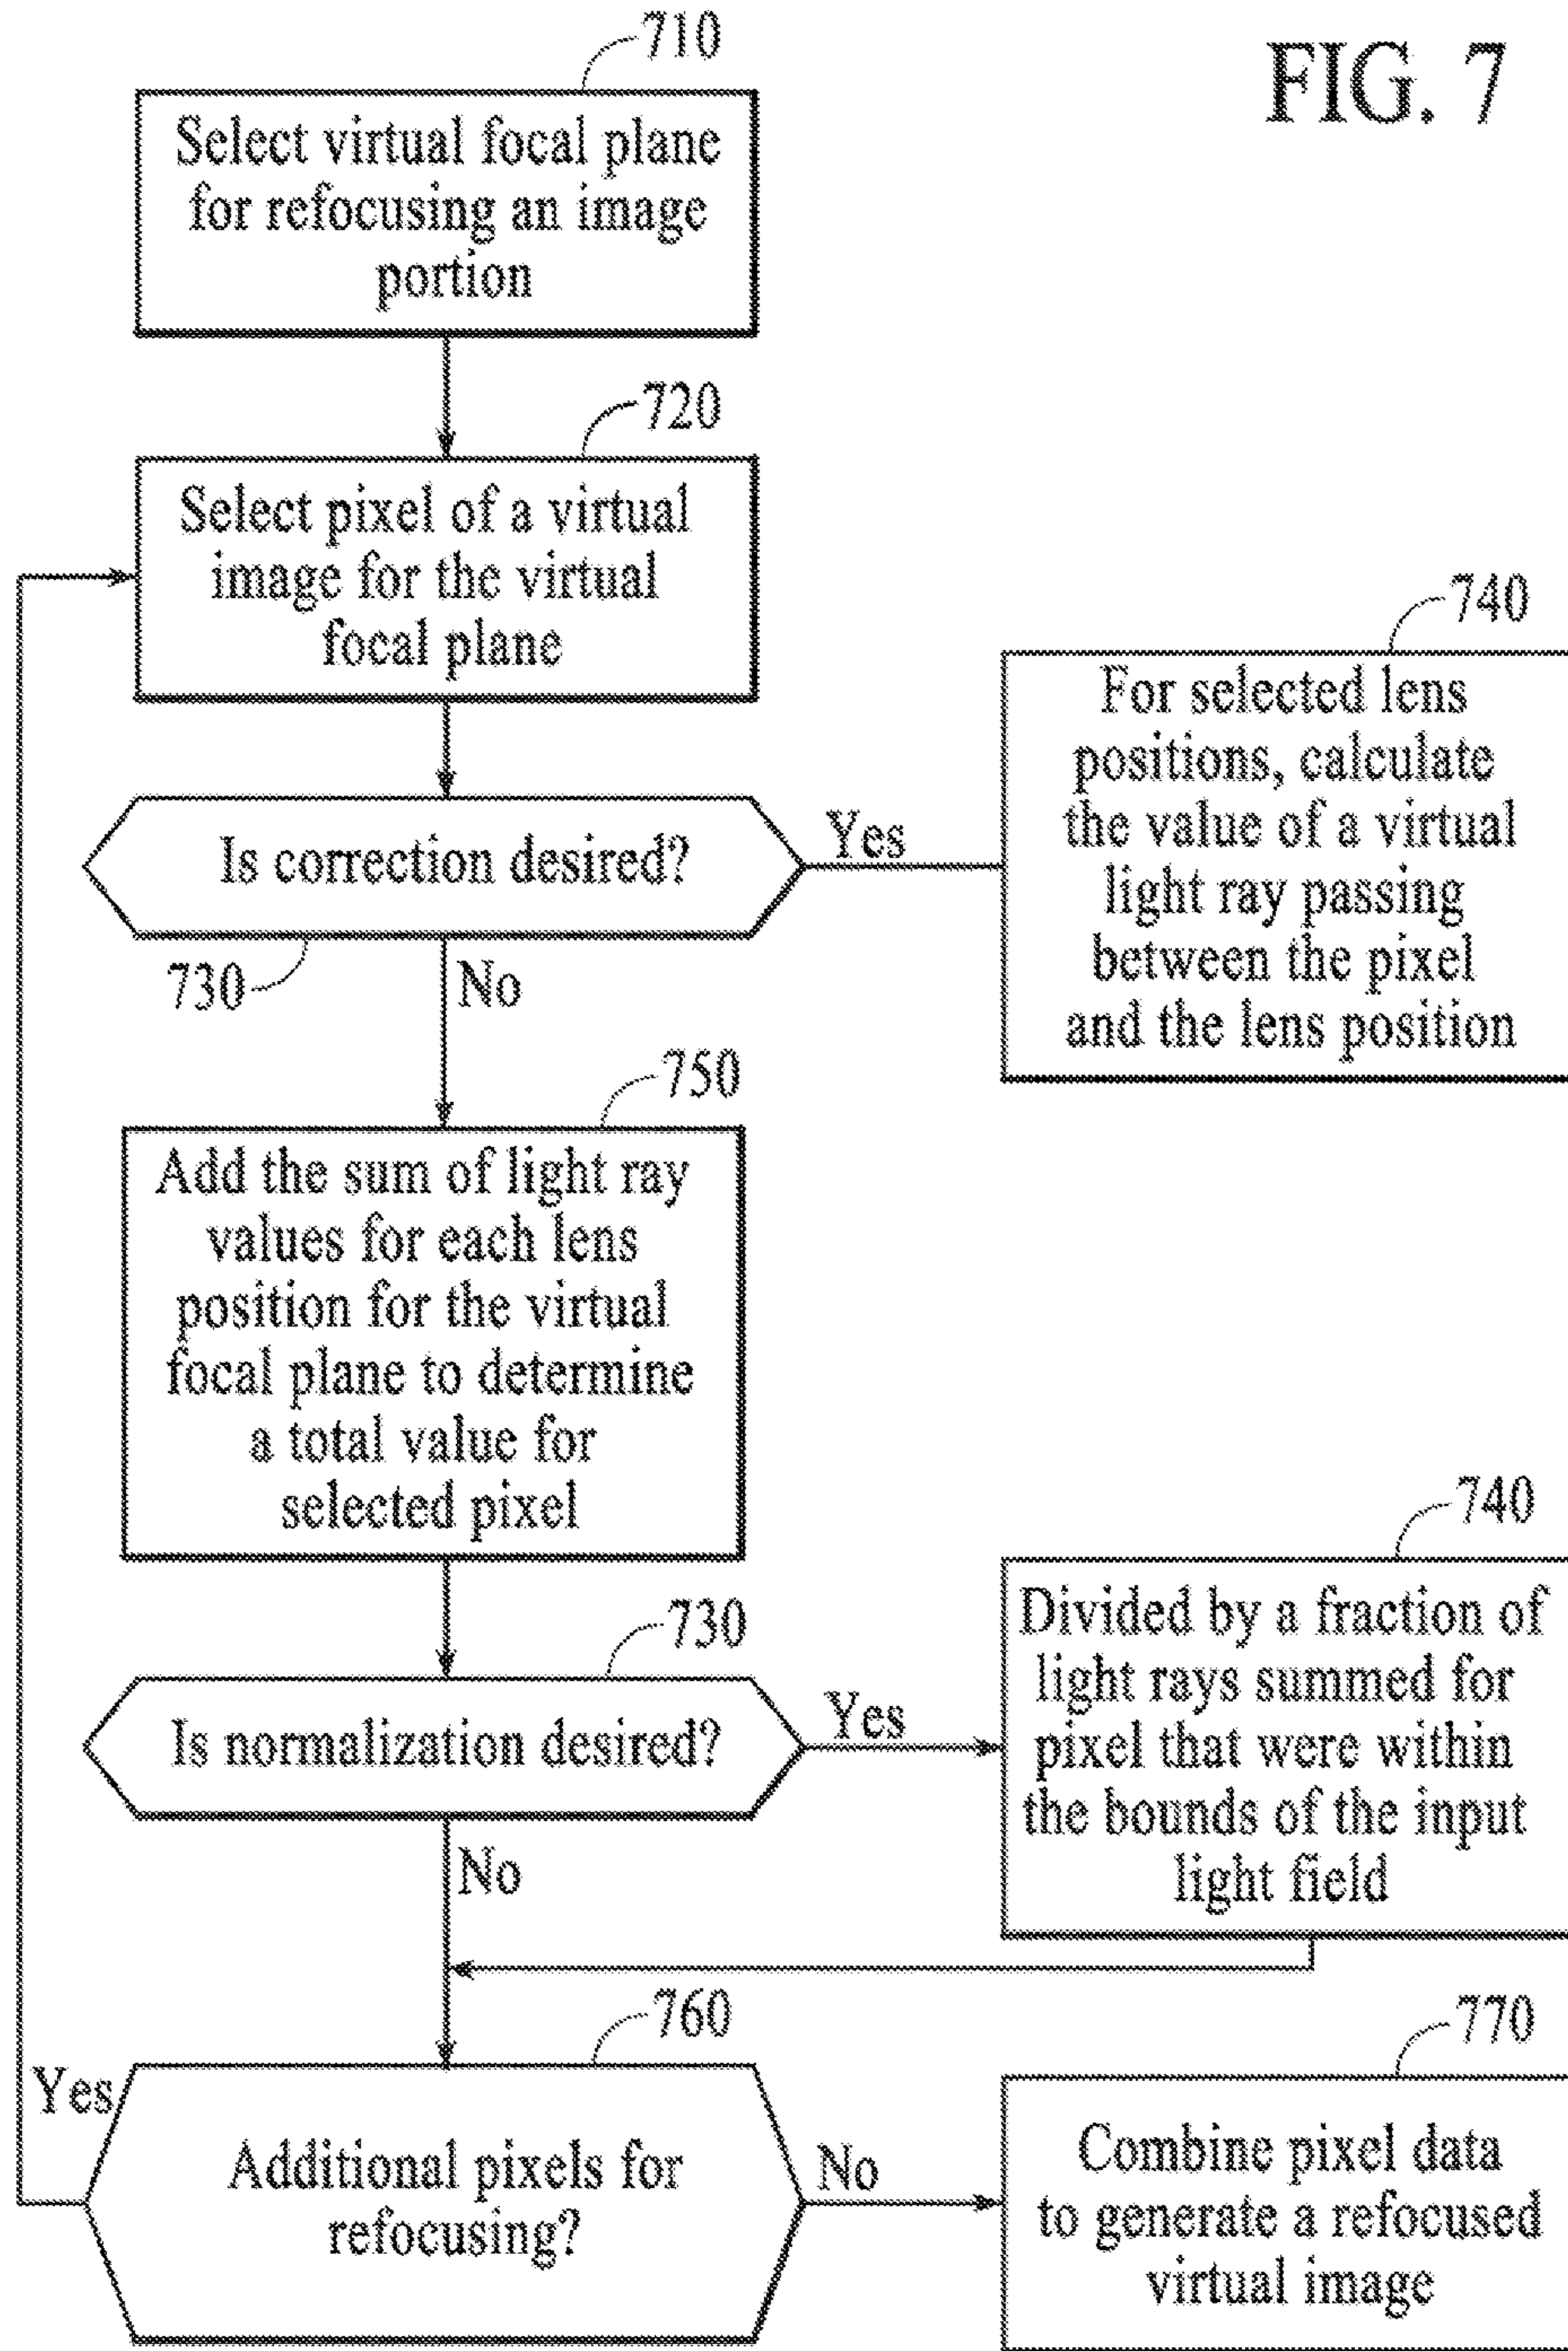 FIG. 7
710
Select virtual focal plane
for refocusing an image
portion
720
Select pixel of a virtual
image for the virtual
focal plane
Is correction desired?
730
Yes
No
740
For selected lens
positions, calculate
the value of a virtual
light ray passing
between the pixel
and the lens position
750
Add the sum of light ray
values for each lens
position for the virtual
focal plane to determine
a total value for
selected pixel
730
Is normalization desired?
Yes
No
740
Divided by a fraction of
light rays summed for
pixel that were within
the bounds of the input
light field
760
Yes
Additional pixels for
refocusing?
No
770
Combine pixel data
to generate a refocused
virtual image